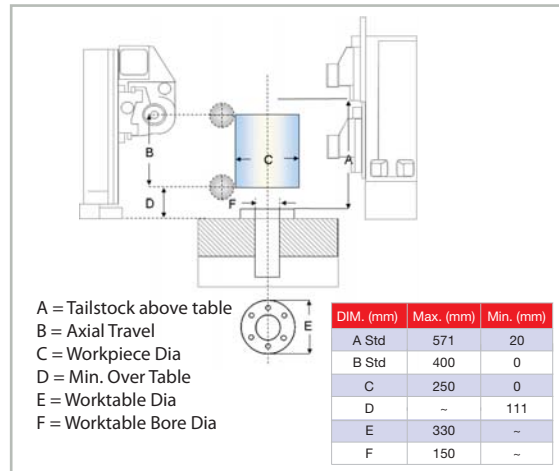 B
D
C
A
F
E
A = Tailstock above table
B = Axial Travel
C = Workpiece Dia
D = Min. Over Table
E = Worktable Dia
F = Worktable Bore Dia
DIM. (mm) Max. (mm) Min. (mm)
A Std 571 20
B Std 400 0
C 250 0
D ~ 111
E 330 ~
F 150 ~